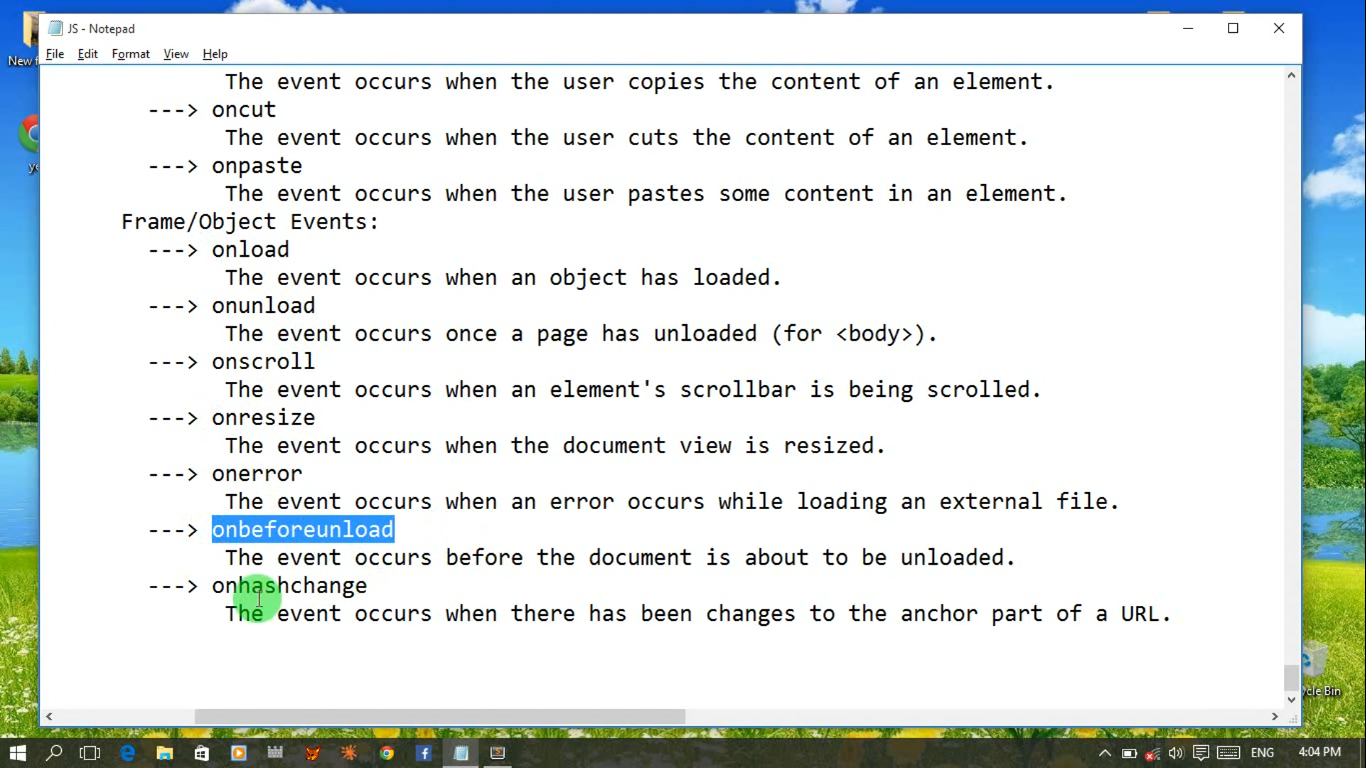 JS - Notepad
File Edit Format View Help
The event occurs when the user copies the content of an element.
---> oncut
The event occurs when the user cuts the content of an element.
---> onpaste
The event occurs when the user pastes some content in an element.
Frame/Object Events:
---> onload
The event occurs when an object has loaded.
---> onunload
The event occurs once a page has unloaded (for <body>).
---> onscroll
The event occurs when an element's scrollbar is being scrolled.
---> onresize
The event occurs when the document view is resized.
---> onerror
The event occurs when an error occurs while loading an external file.
---> onbeforeunload
The event occurs before the document is about to be unloaded.
---> onhashchange
The event occurs when there has been changes to the anchor part of a URL.
New
cle Bin
ENG
4:04 PM